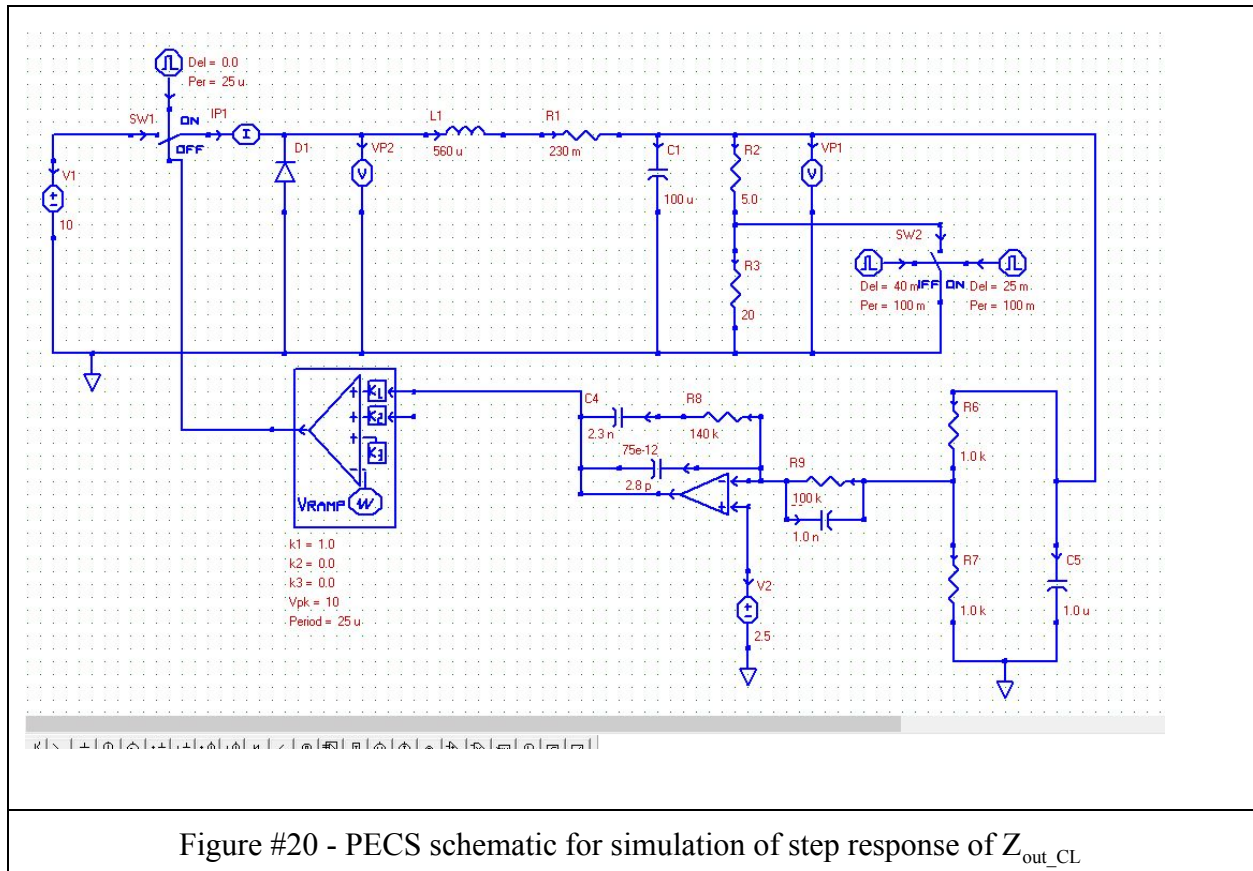 Del = 0.0
Per = 25 u
SW1
ON
OFF
IP1
I
V1
10
D1
VP2
V
L1
560 u
R1
230 m
C1
100 u
R2
5.0
VP1
V
R3
20
SW2
Del = 40 m
IFF ON
Del = 25 m
Per = 100 m
Per = 100 m
K1
K2
K3
VRAMP
k1 = 1.0
k2 = 0.0
k3 = 0.0
Vpk = 10
Period = 25 u
C4
2.3 n
R8
140 k
75e-12
2.8 p
R9
100 k
1.0 n
V2
2.5
R6
1.0 k
R7
1.0 k
C5
1.0 u
Figure #20 - PECS schematic for simulation of step response of Zout_CL